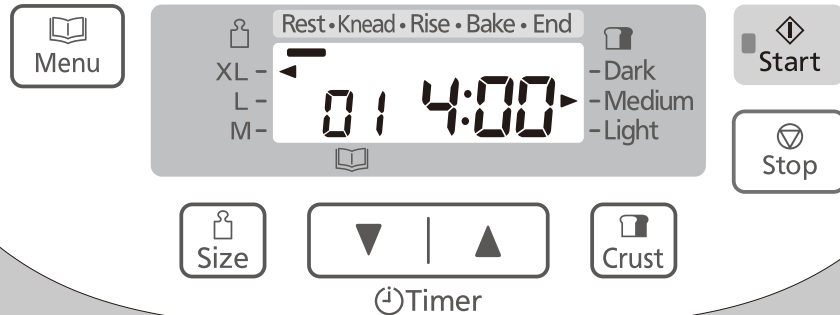 Menu
Rest • Knead • Rise • Bake • End
XL –
L –
M –
01 4:00
– Dark
– Medium
– Light
Start
Stop
Size
Crust
Timer